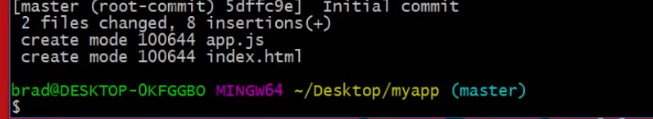 [master (root-commit) 5dffc9e] Initial commit
2 files changed, 8 insertions(+)
create mode 100644 app.js
create mode 100644 index.html
brad@DESKTOP-0KFGGBO MINGW64 ~/Desktop/myapp (master)
$